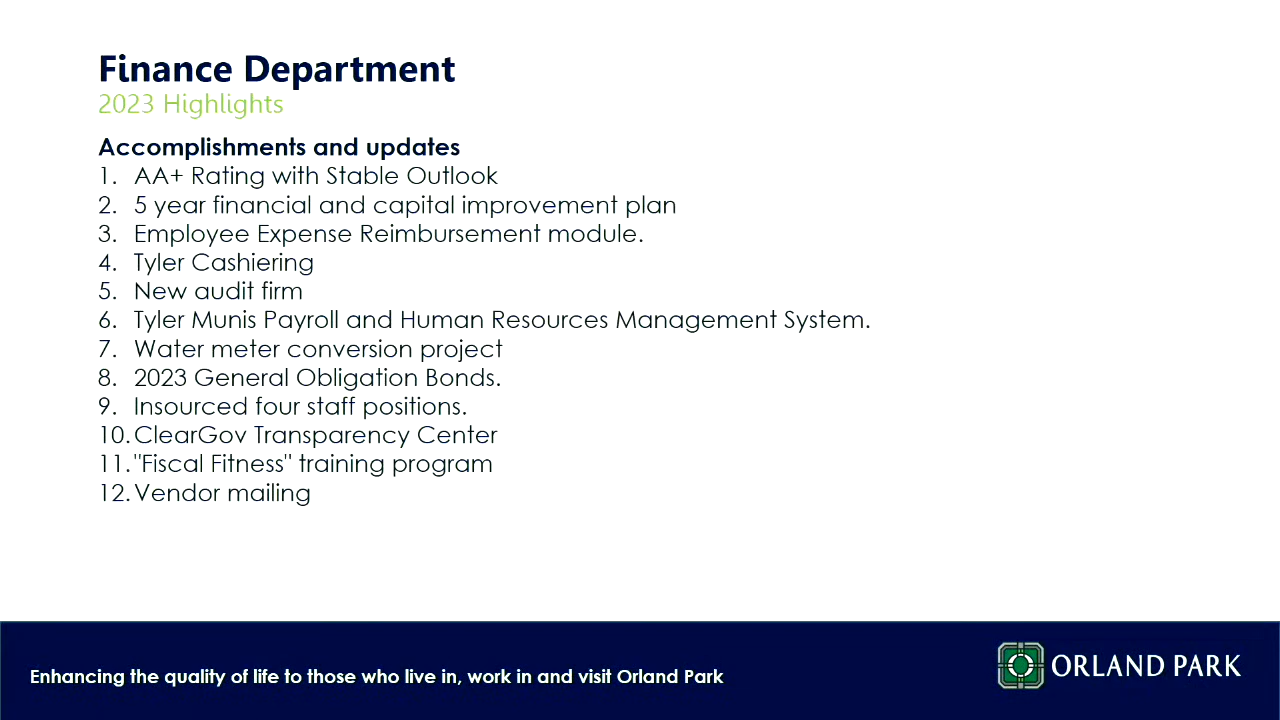 Finance Department
2023 Highlights
Accomplishments and updates
1. AA+ Rating with Stable Outlook
2. 5 year financial and capital improvement plan
3. Employee Expense Reimbursement module.
4. Tyler Cashiering
5. New audit firm
6. Tyler Munis Payroll and Human Resources Management System.
7. Water meter conversion project
8. 2023 General Obligation Bonds.
9. Insourced four staff positions.
10. ClearGov Transparency Center
11. "Fiscal Fitness" training program
12. Vendor mailing
Enhancing the quality of life to those who live in, work in and visit Orland Park
ORLAND PARK